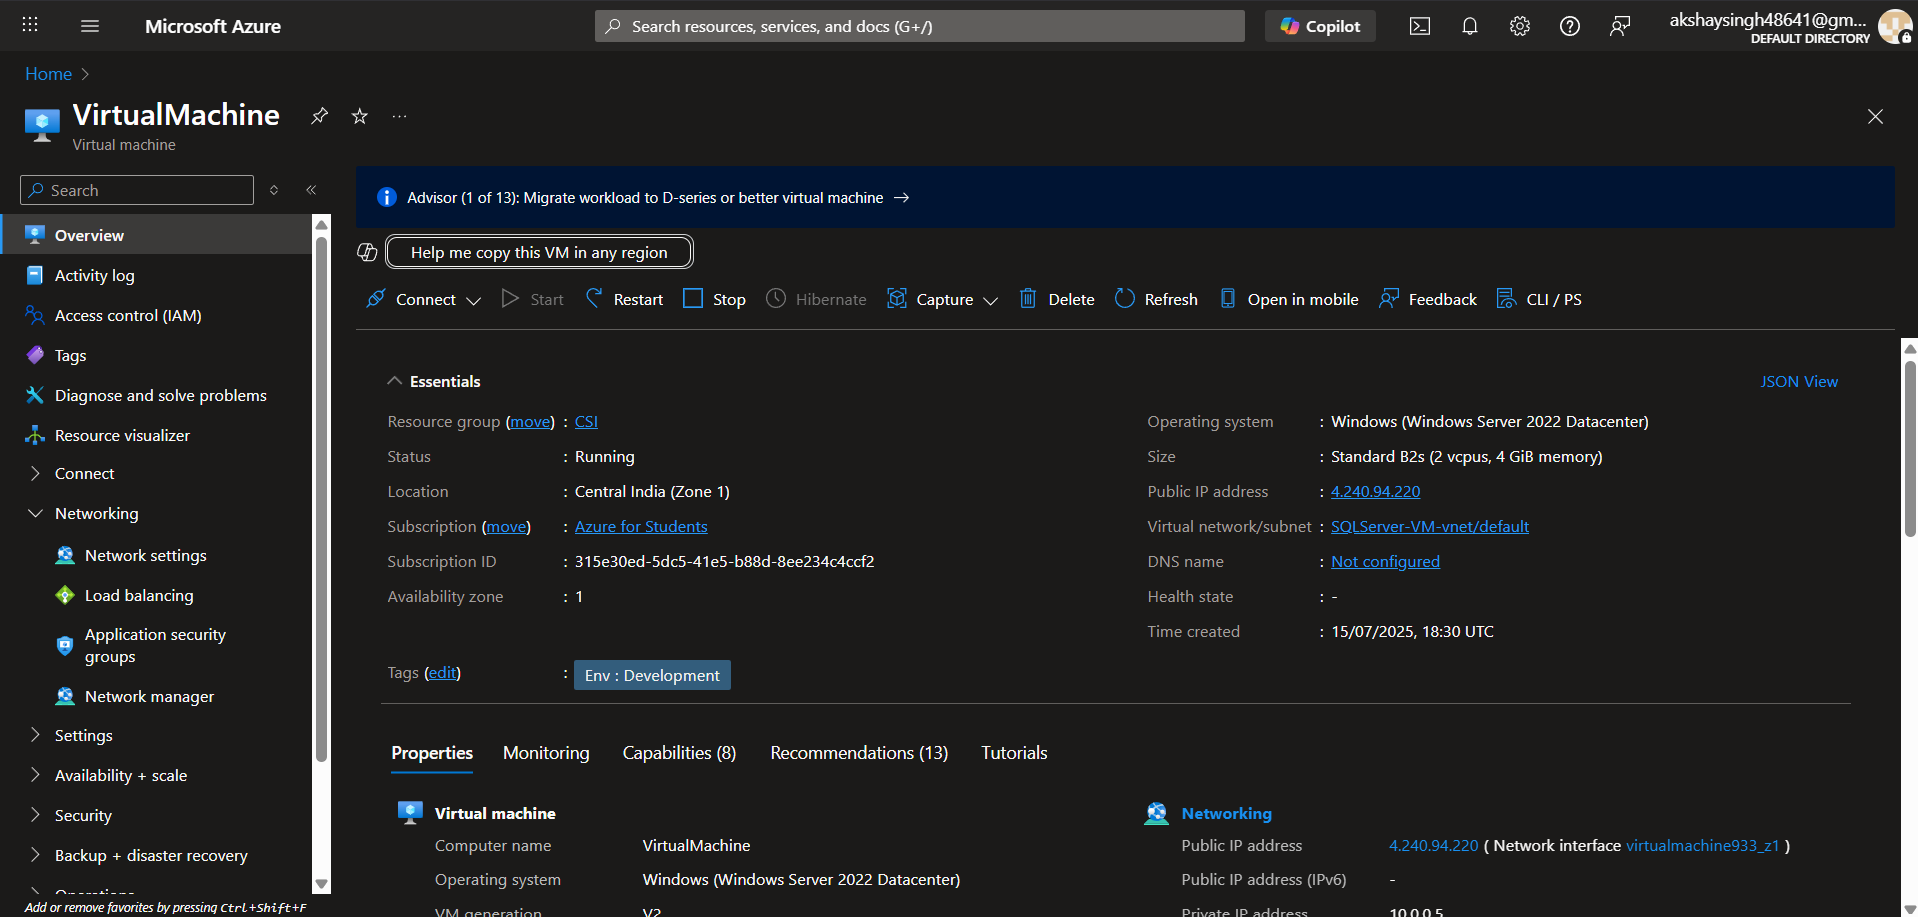 Microsoft Azure
Search resources, services, and docs (G+/)
Copilot
akshaysingh48641@gm...
DEFAULT DIRECTORY
Home
VirtualMachine
Virtual machine
Search
Overview
Activity log
Access control (IAM)
Tags
Diagnose and solve problems
Resource visualizer
Connect
Networking
Network settings
Load balancing
Application security
groups
Network manager
Settings
Availability + scale
Security
Backup + disaster recovery
Operations
Add or remove favorites by pressing Ctrl+Shift+F
Advisor (1 of 13): Migrate workload to D-series or better virtual machine →
Help me copy this VM in any region
Connect Start Restart Stop Hibernate Capture Delete Refresh Open in mobile Feedback CLI / PS
Essentials
JSON View
Resource group (move) : CSI
Status : Running
Location : Central India (Zone 1)
Subscription (move) : Azure for Students
Subscription ID : 315e30ed-5dc5-41e5-b88d-8ee234c4ccf2
Availability zone : 1
Operating system : Windows (Windows Server 2022 Datacenter)
Size : Standard B2s (2 vcpus, 4 GiB memory)
Public IP address : 4.240.94.220
Virtual network/subnet : SQLServer-VM-vnet/default
DNS name : Not configured
Health state : -
Time created : 15/07/2025, 18:30 UTC
Tags (edit) : Env : Development
Properties Monitoring Capabilities (8) Recommendations (13) Tutorials
Virtual machine
Computer name VirtualMachine
Operating system Windows (Windows Server 2022 Datacenter)
VM generation V2
Networking
Public IP address 4.240.94.220 ( Network interface virtualmachine933_z1 )
Public IP address (IPv6) -
Private IP address 10.0.0.5